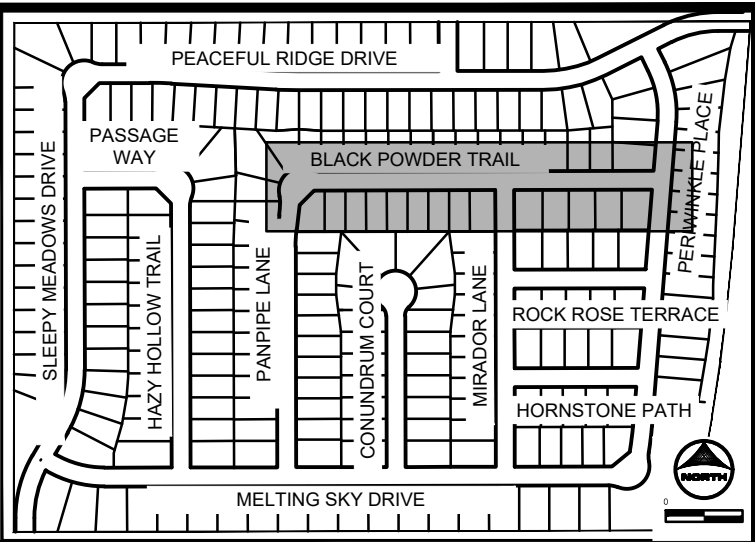 PEACEFUL RIDGE DRIVE
PASSAGE
WAY
BLACK POWDER TRAIL
PERIWINKLE PLACE
SLEEPY MEADOWS DRIVE
HAZY HOLLOW TRAIL
PANPIPE LANE
CONUNDRUM COURT
MIRADOR LANE
ROCK ROSE TERRACE
HORNSTONE PATH
MELTING SKY DRIVE
NORTH
0